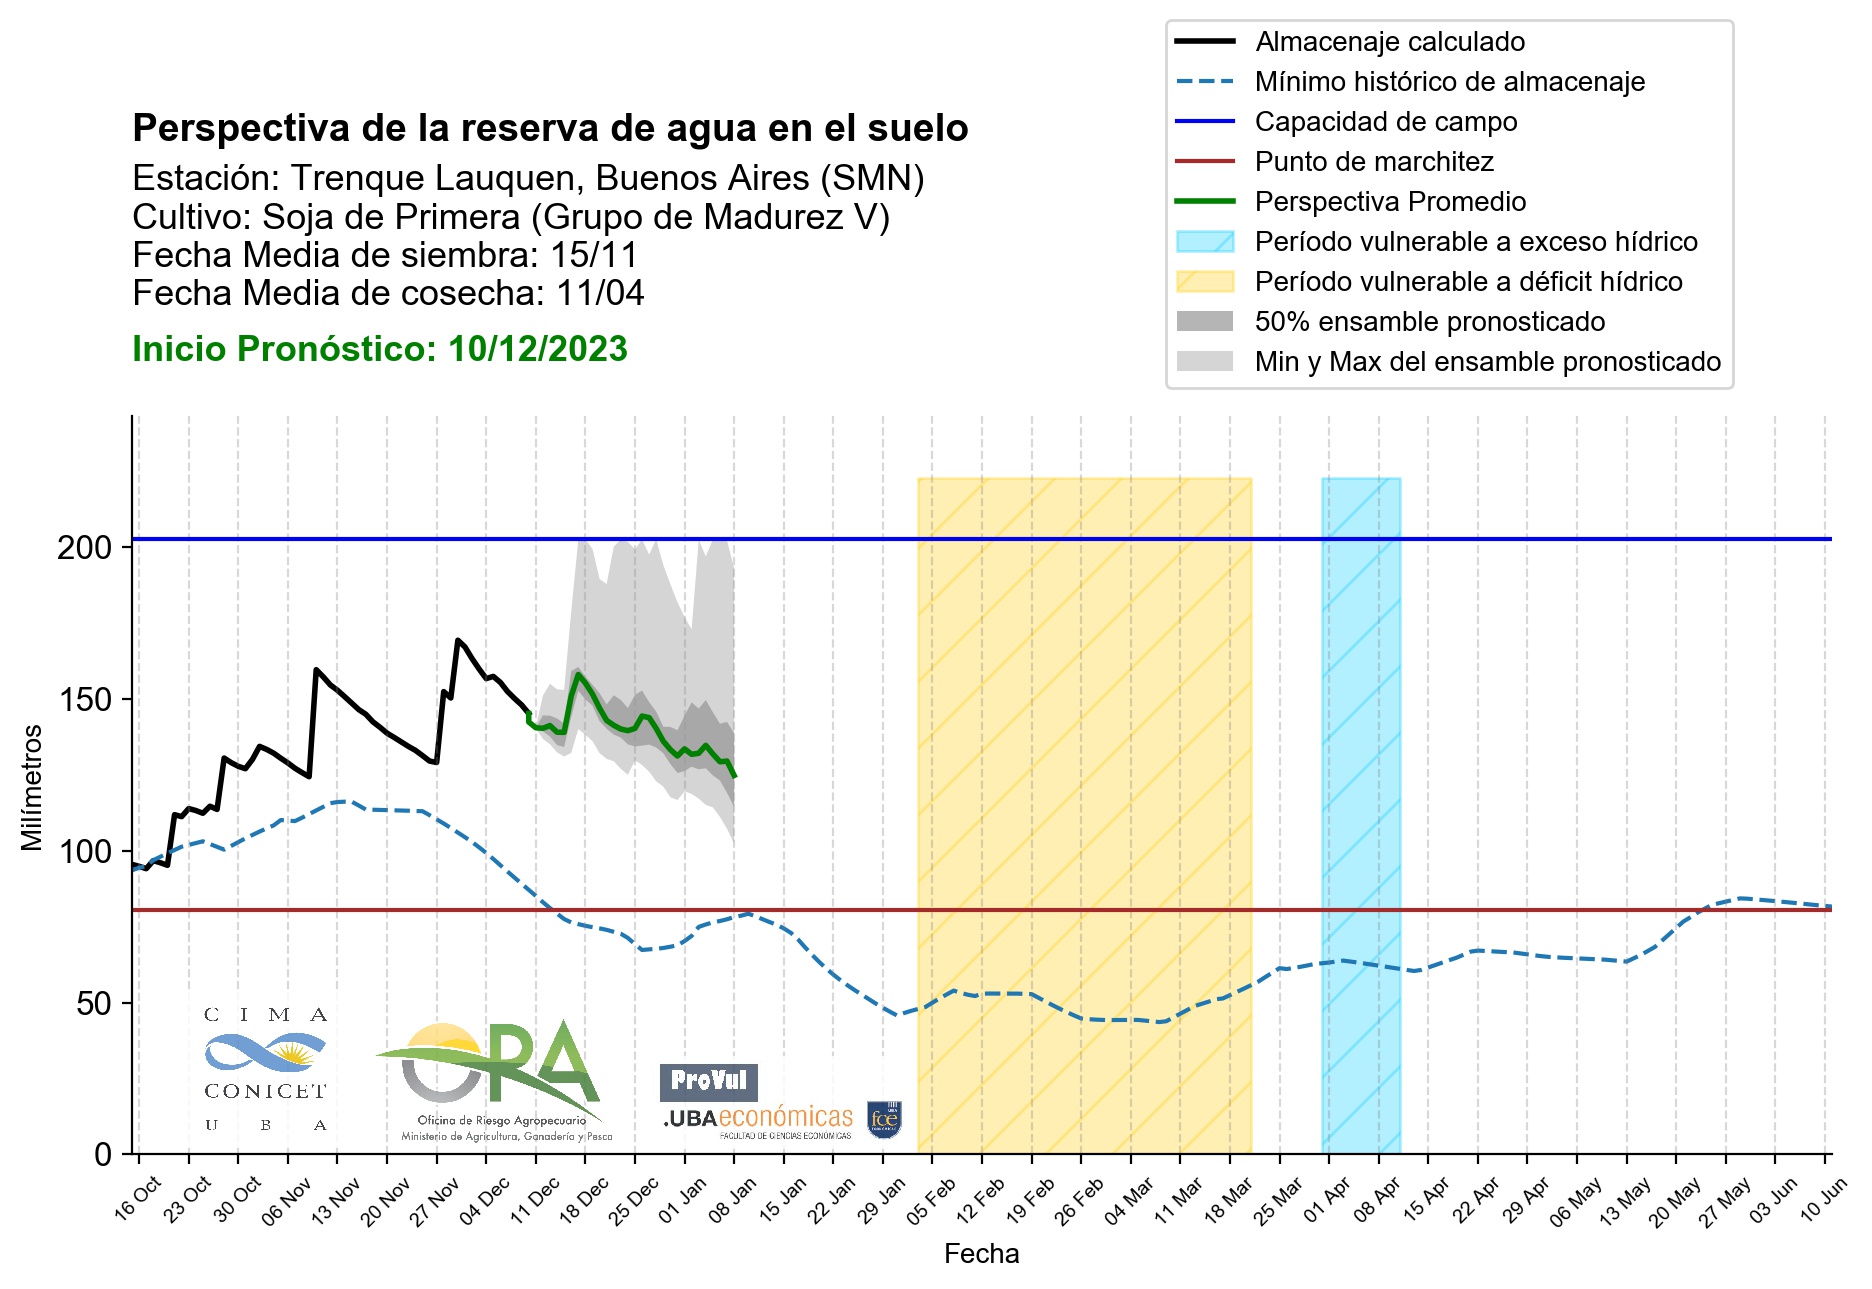 Almacenaje calculado
Mínimo histórico de almacenaje
Capacidad de campo
Punto de marchitez
Perspectiva Promedio
Período vulnerable a exceso hídrico
Período vulnerable a déficit hídrico
50% ensamble pronosticado
Min y Max del ensamble pronosticado
Perspectiva de la reserva de agua en el suelo
Estación: Trenque Lauquen, Buenos Aires (SMN)
Cultivo: Soja de Primera (Grupo de Madurez V)
Fecha Media de siembra: 15/11
Fecha Media de cosecha: 11/04
Inicio Pronóstico: 10/12/2023
Milímetros
200
150
100
50
0
C I M A
CONICET
U B A
ORA
Oficina de Riesgo Agropecuario
Ministerio de Agricultura, Ganadería y Pesca
ProVul
.UBAeconómicas
FACULTAD DE CIENCIAS ECONÓMICAS
UBA
fce
16 Oct
23 Oct
30 Oct
06 Nov
13 Nov
20 Nov
27 Nov
04 Dec
11 Dec
18 Dec
25 Dec
01 Jan
08 Jan
15 Jan
22 Jan
29 Jan
05 Feb
12 Feb
19 Feb
26 Feb
04 Mar
11 Mar
18 Mar
25 Mar
01 Apr
08 Apr
15 Apr
22 Apr
29 Apr
06 May
13 May
20 May
27 May
03 Jun
10 Jun
Fecha